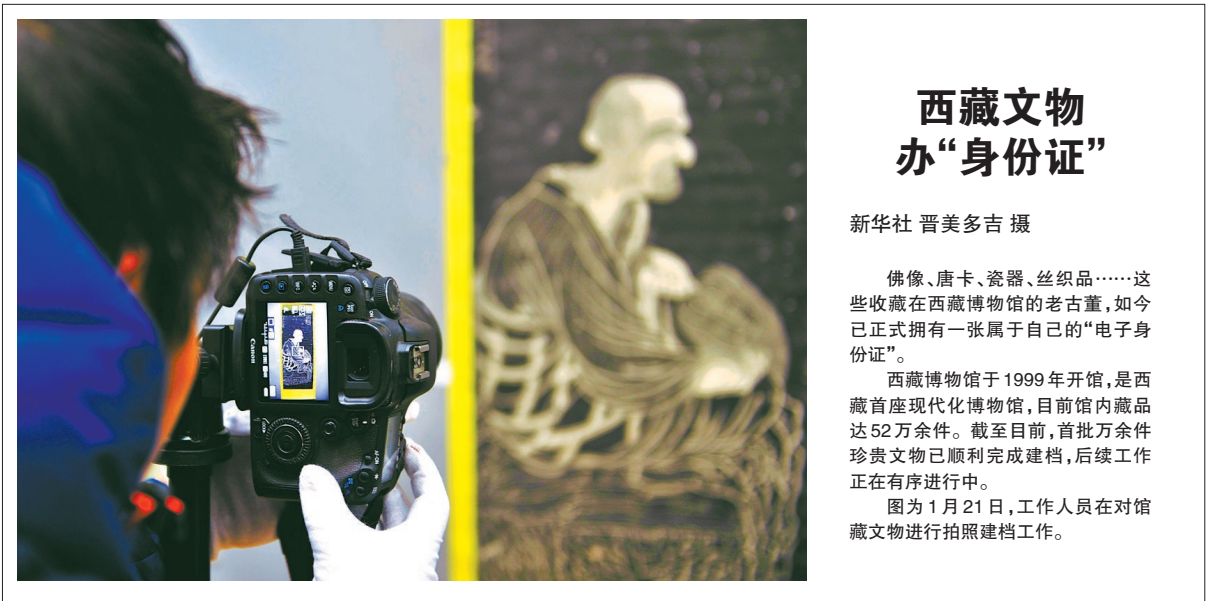 西藏文物
办“身份证”
新华社 晋美多吉 摄
佛像、唐卡、瓷器、丝织品……这
些收藏在西藏博物馆的老古董,如今
已正式拥有一张属于自己的“电子身
份证”。
西藏博物馆于1999年开馆,是西
藏首座现代化博物馆,目前馆内藏品
达52万余件。截至目前,首批万余件
珍贵文物已顺利完成建档,后续工作
正在有序进行中。
图为1月21日,工作人员在对馆
藏文物进行拍照建档工作。
Canon